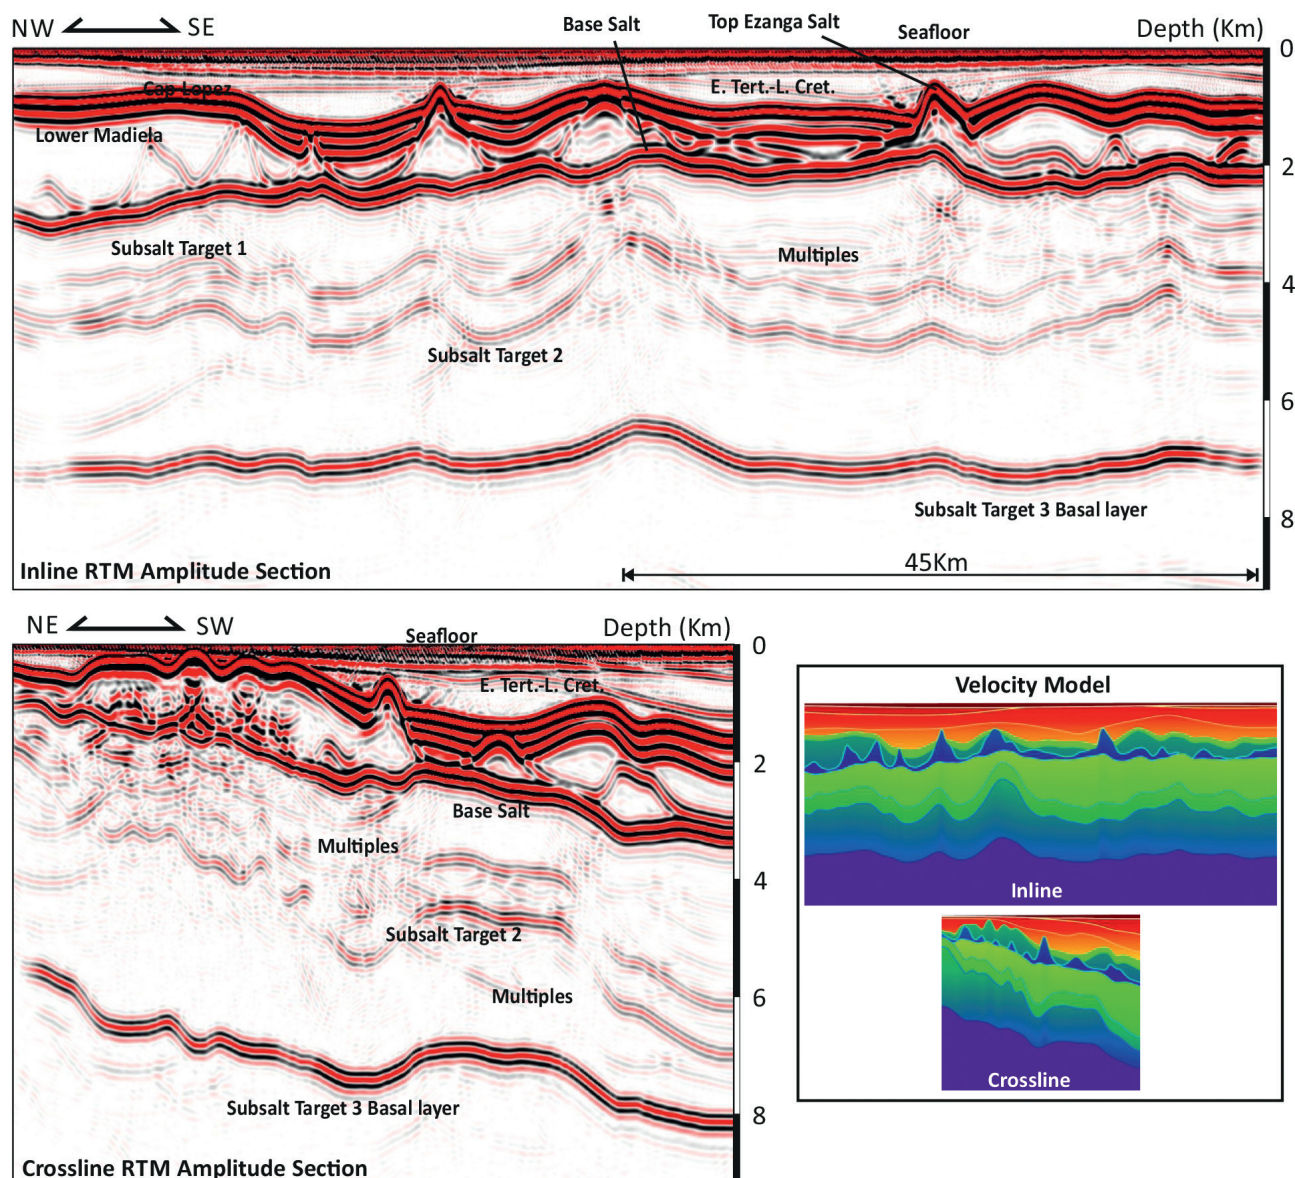 NW SE
Base Salt
Top Ezanga Salt
Seafloor
Depth (Km)
0
Cap Lopez
E. Tert.-L. Cret.
Lower Madiela
2
Subsalt Target 1
Multiples
4
Subsalt Target 2
6
Subsalt Target 3 Basal layer
8
45Km
Inline RTM Amplitude Section
NE SW
Seafloor
Depth (Km)
0
E. Tert.-L. Cret.
2
Base Salt
Multiples
4
Subsalt Target 2
Multiples
6
Subsalt Target 3 Basal layer
8
Crossline RTM Amplitude Section
Velocity Model
Inline
Crossline